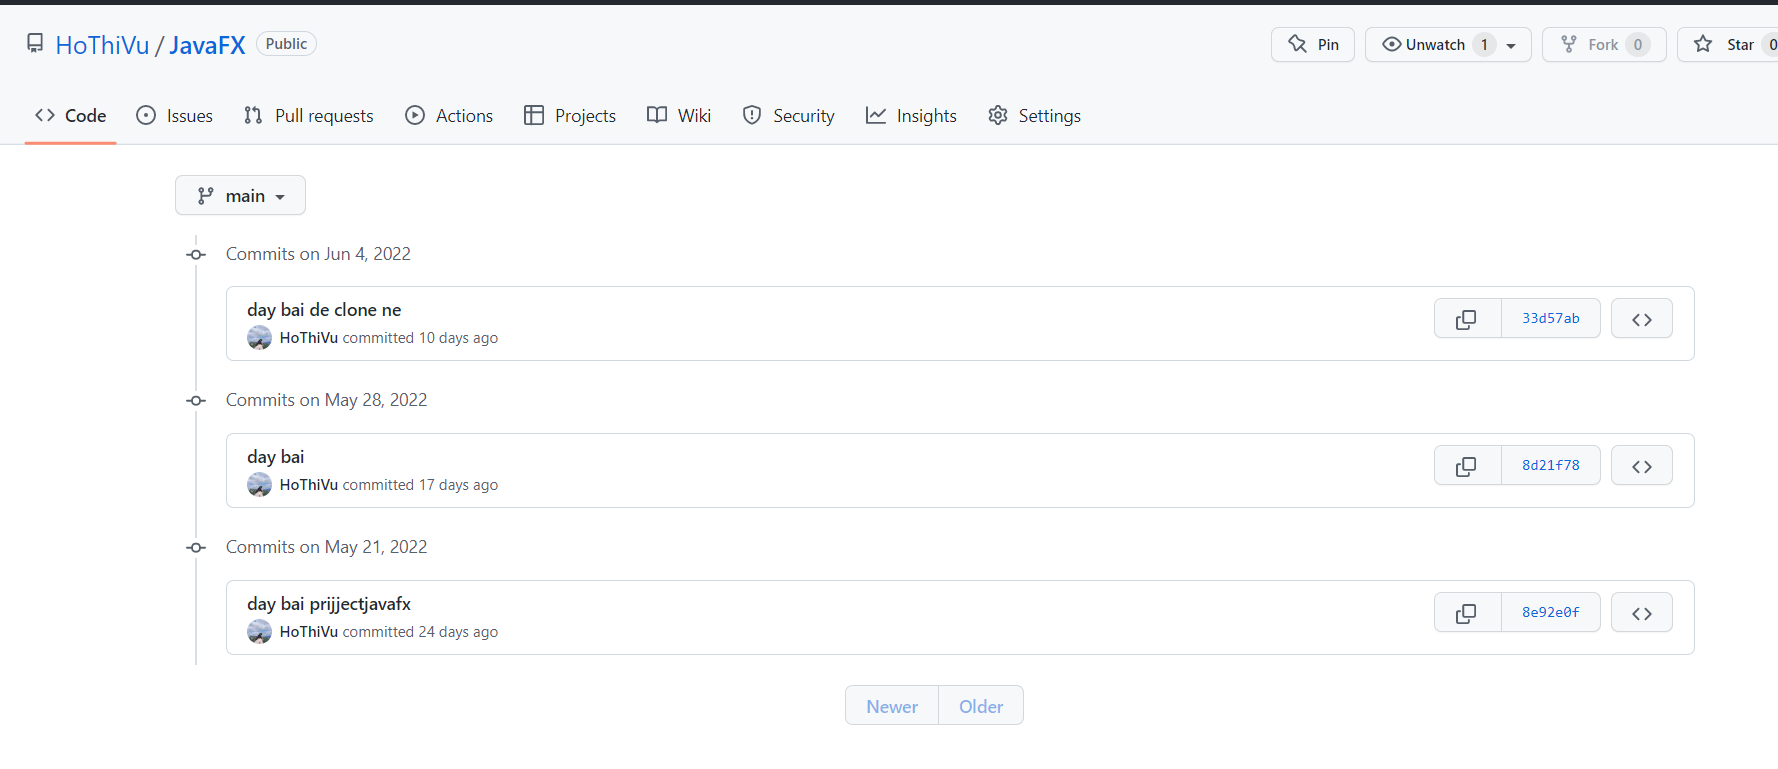 HoThiVu / JavaFX Public
Pin Unwatch 1 Fork 0 Star 0
Code Issues Pull requests Actions Projects Wiki Security Insights Settings
main
Commits on Jun 4, 2022
day bai de clone ne
HoThiVu committed 10 days ago
33d57ab
Commits on May 28, 2022
day bai
HoThiVu committed 17 days ago
8d21f78
Commits on May 21, 2022
day bai prijjectjavafx
HoThiVu committed 24 days ago
8e92e0f
Newer Older